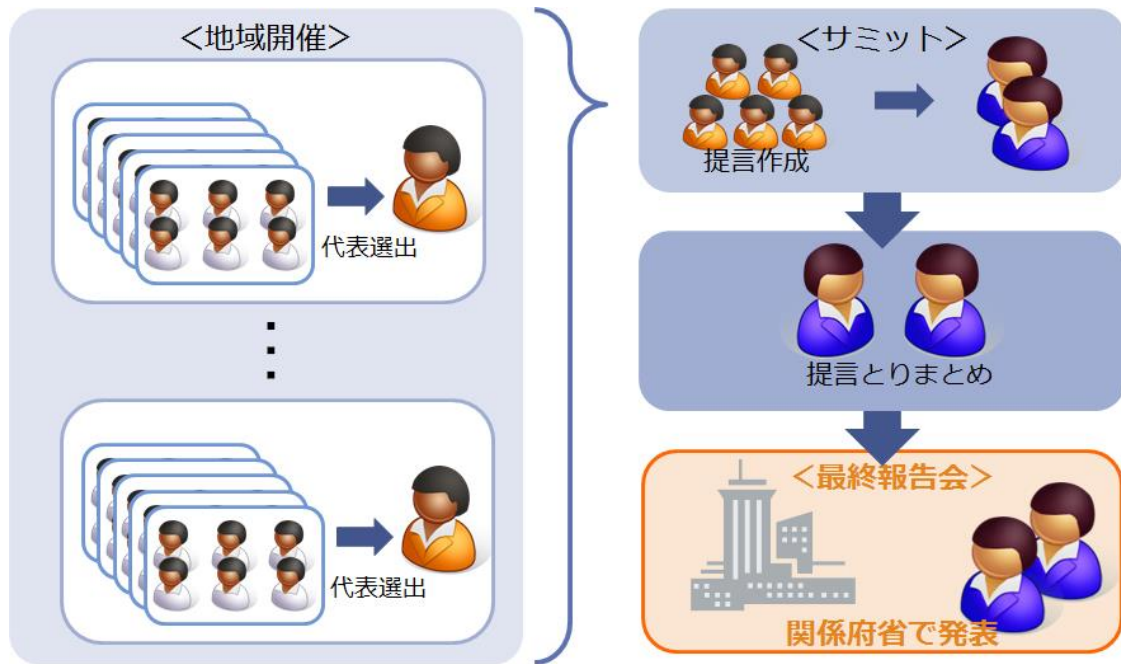 ＜地域開催＞
代表選出
代表選出
＜サミット＞
提言作成
提言とりまとめ
＜最終報告会＞
関係府省で発表